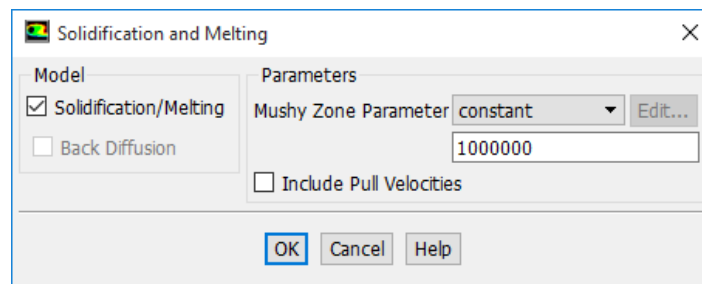 Solidification and Melting
Model
Solidification/Melting
Back Diffusion
Parameters
Mushy Zone Parameter constant Edit...
1000000
Include Pull Velocities
OK Cancel Help